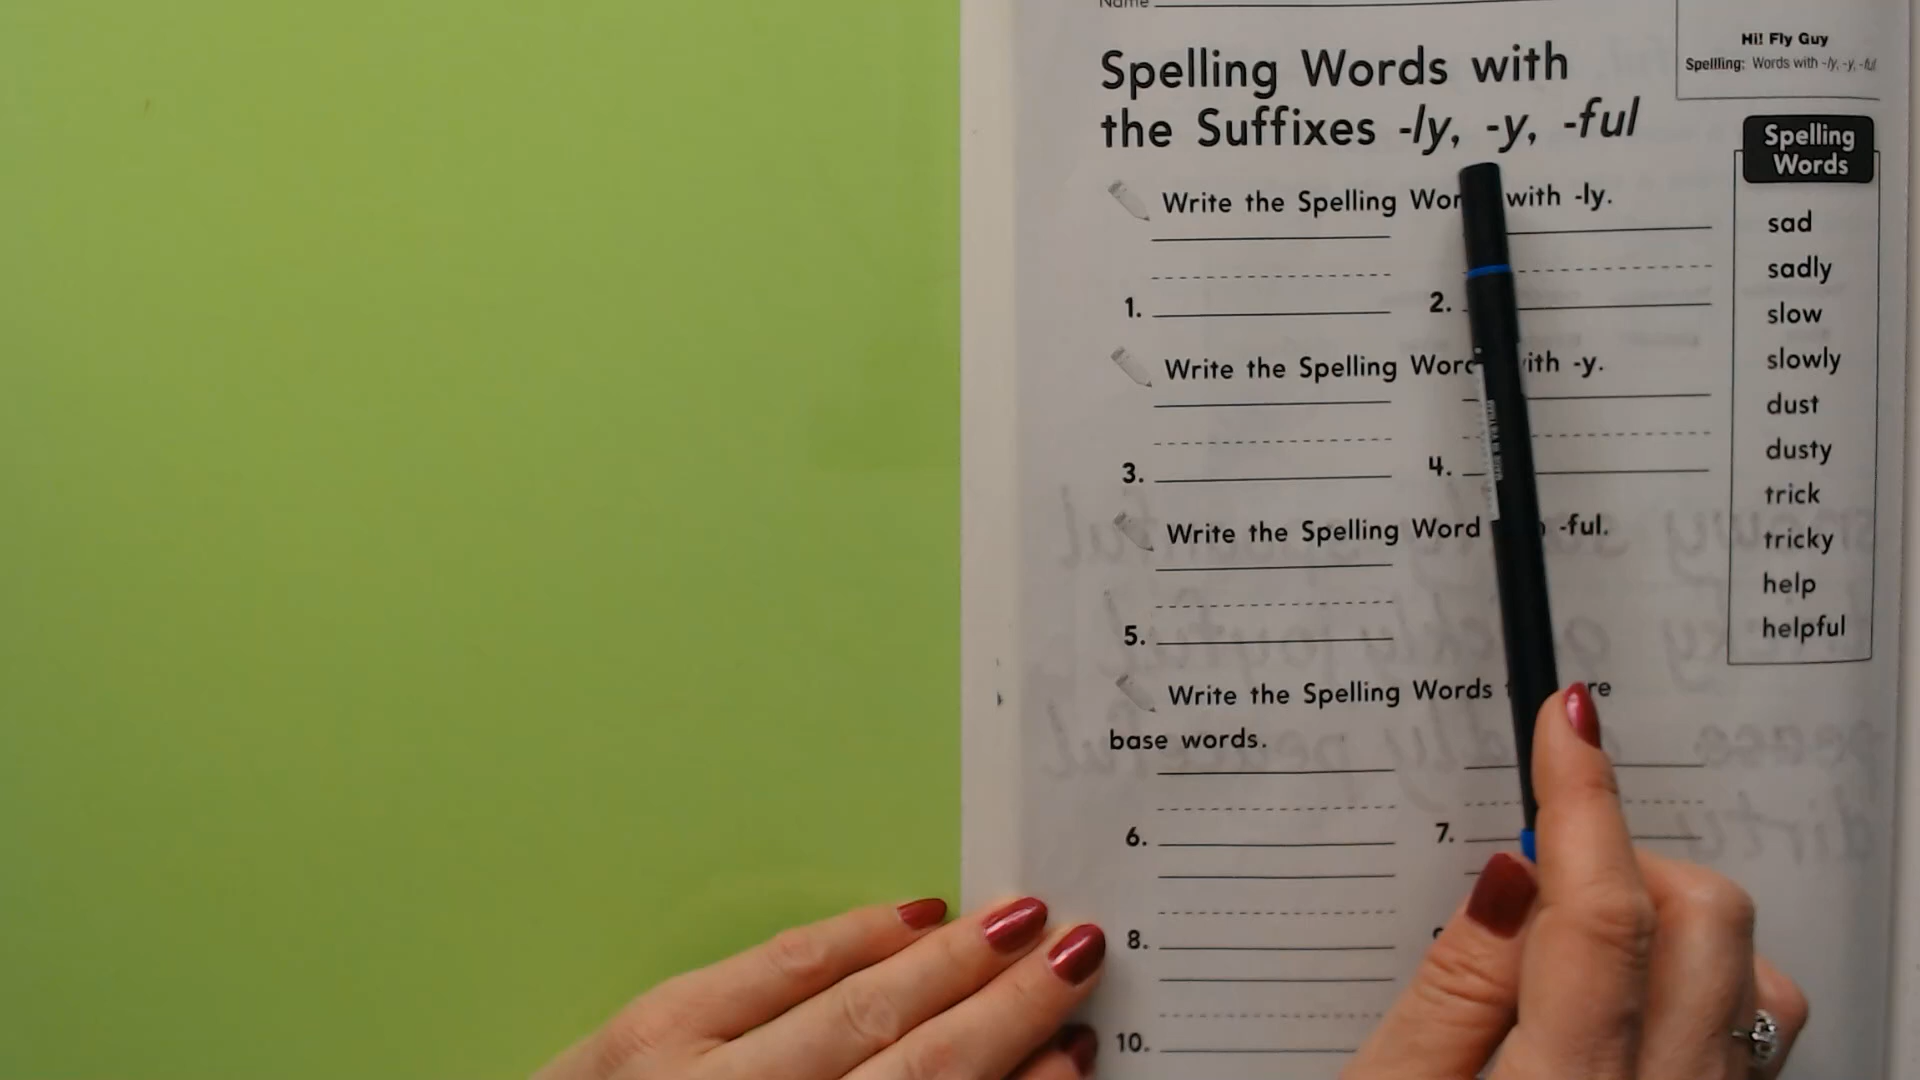 Name
Hi! Fly Guy
Spellling: Words with -ly, -y, -ful
Spelling Words with
the Suffixes -ly, -y, -ful
Write the Spelling Wor with -ly.
1. 2.
Write the Spelling Word ith -y.
3. 4.
Write the Spelling Word -ful.
5.
Write the Spelling Words re
base words.
6. 7.
8.
10.
Spelling
Words
sad
sadly
slow
slowly
dust
dusty
trick
tricky
help
helpful